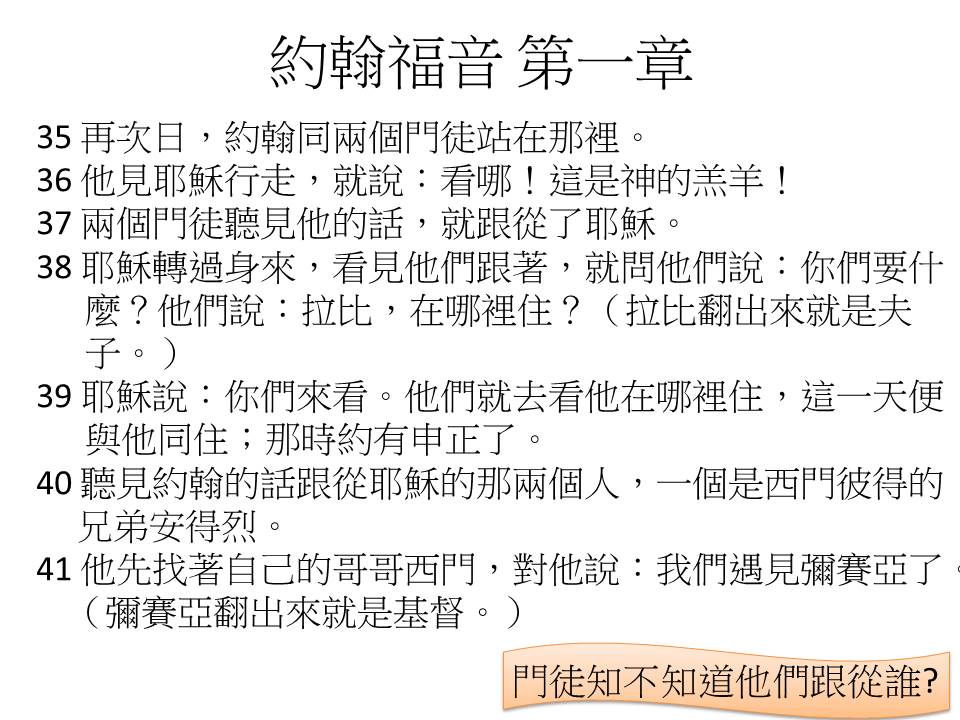 約翰福音 第一章
35 再次日，約翰同兩個門徒站在那裡。
36 他見耶穌行走，就說：看哪！這是神的羔羊！
37 兩個門徒聽見他的話，就跟從了耶穌。
38 耶穌轉過身來，看見他們跟著，就問他們說：你們要什
麼？他們說：拉比，在哪裡住？（拉比翻出來就是夫
子。）
39 耶穌說：你們來看。他們就去看他在哪裡住，這一天便
與他同住；那時約有申正了。
40 聽見約翰的話跟從耶穌的那兩個人，一個是西門彼得的
兄弟安得烈。
41 他先找著自己的哥哥西門，對他說：我們遇見彌賽亞了。
（彌賽亞翻出來就是基督。）
門徒知不知道他們跟從誰?